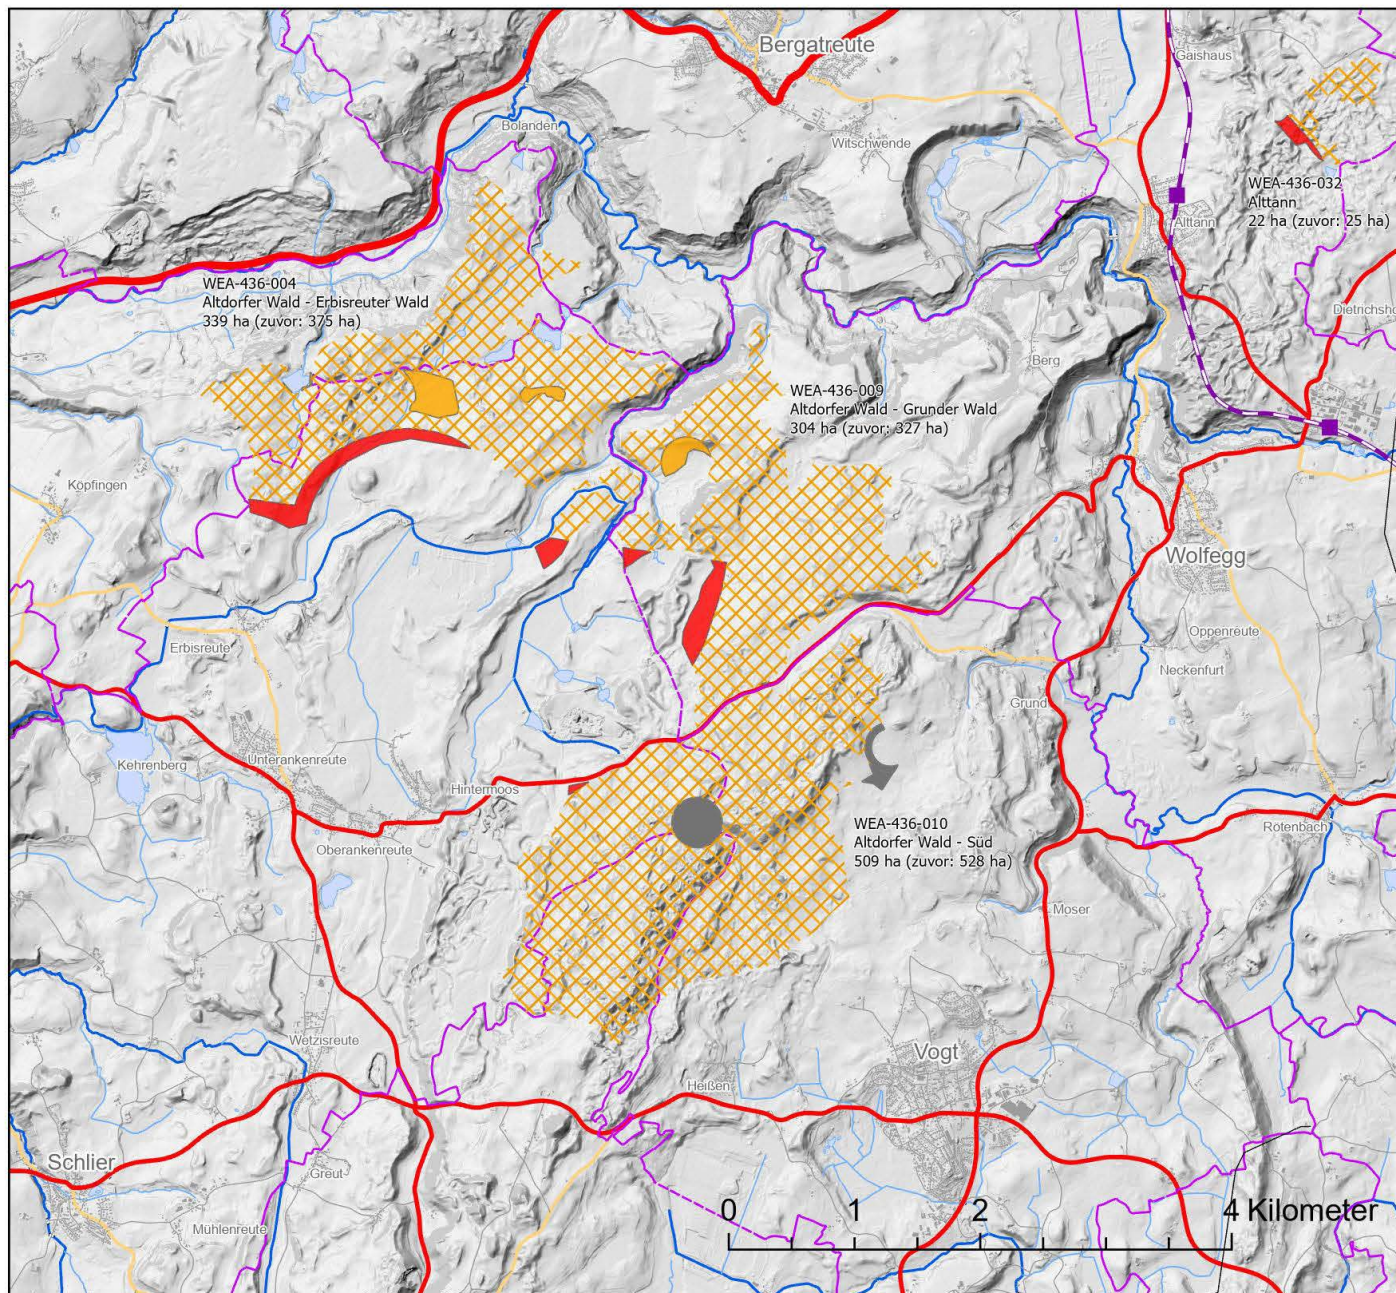 Bergatreute
Gaishaus
Bolanden
Witschwende
WEA-436-032
Alttann
22 ha (zuvor: 25 ha)
Alttann
WEA-436-004
Altdorfer Wald - Erbisreuter Wald
339 ha (zuvor: 375 ha)
Dietrichsho
Berg
WEA-436-009
Altdorfer Wald - Grunder Wald
304 ha (zuvor: 327 ha)
Köpfingen
Wolfegg
Oppenreute
Erbisreute
Neckenfurt
Grund
Kehrenberg
Unterankenreute
Hintermoos
WEA-436-010
Altdorfer Wald - Süd
509 ha (zuvor: 528 ha)
Rötenbach
Oberankenreute
Moser
Wetzisreute
Vogt
Heißen
Schlier
Greut
Mühlenreute
0 1 2 4 Kilometer